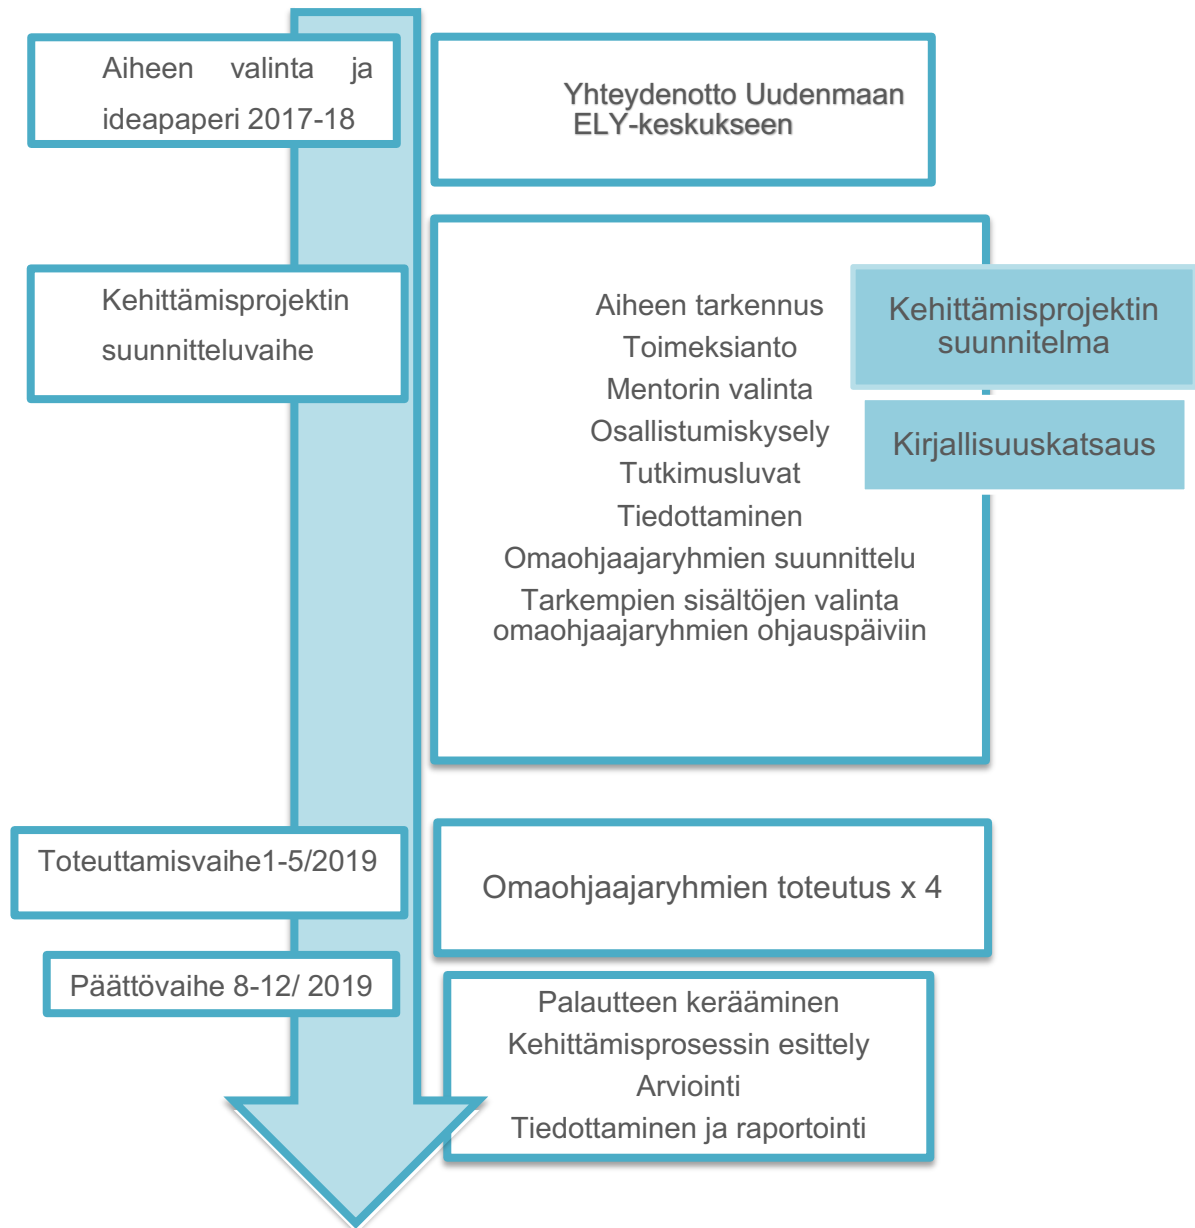 Aiheen valinta ja
ideapaperi 2017-18
Yhteydenotto Uudenmaan
ELY-keskukseen
Kehittämisprojektin
suunnitteluvaihe
Aiheen tarkennus
Toimeksianto
Mentorin valinta
Osallistumiskysely
Tutkimusluvat
Tiedottaminen
Omaohjaajaryhmien suunnittelu
Tarkempien sisältöjen valinta
omaohjaajaryhmien ohjauspäiviin
Kehittämisprojektin
suunnitelma
Kirjallisuuskatsaus
Toteuttamisvaihe1-5/2019
Omaohjaajaryhmien toteutus x 4
Päättövaihe 8-12/ 2019
Palautteen kerääminen
Kehittämisprosessin esittely
Arviointi
Tiedottaminen ja raportointi